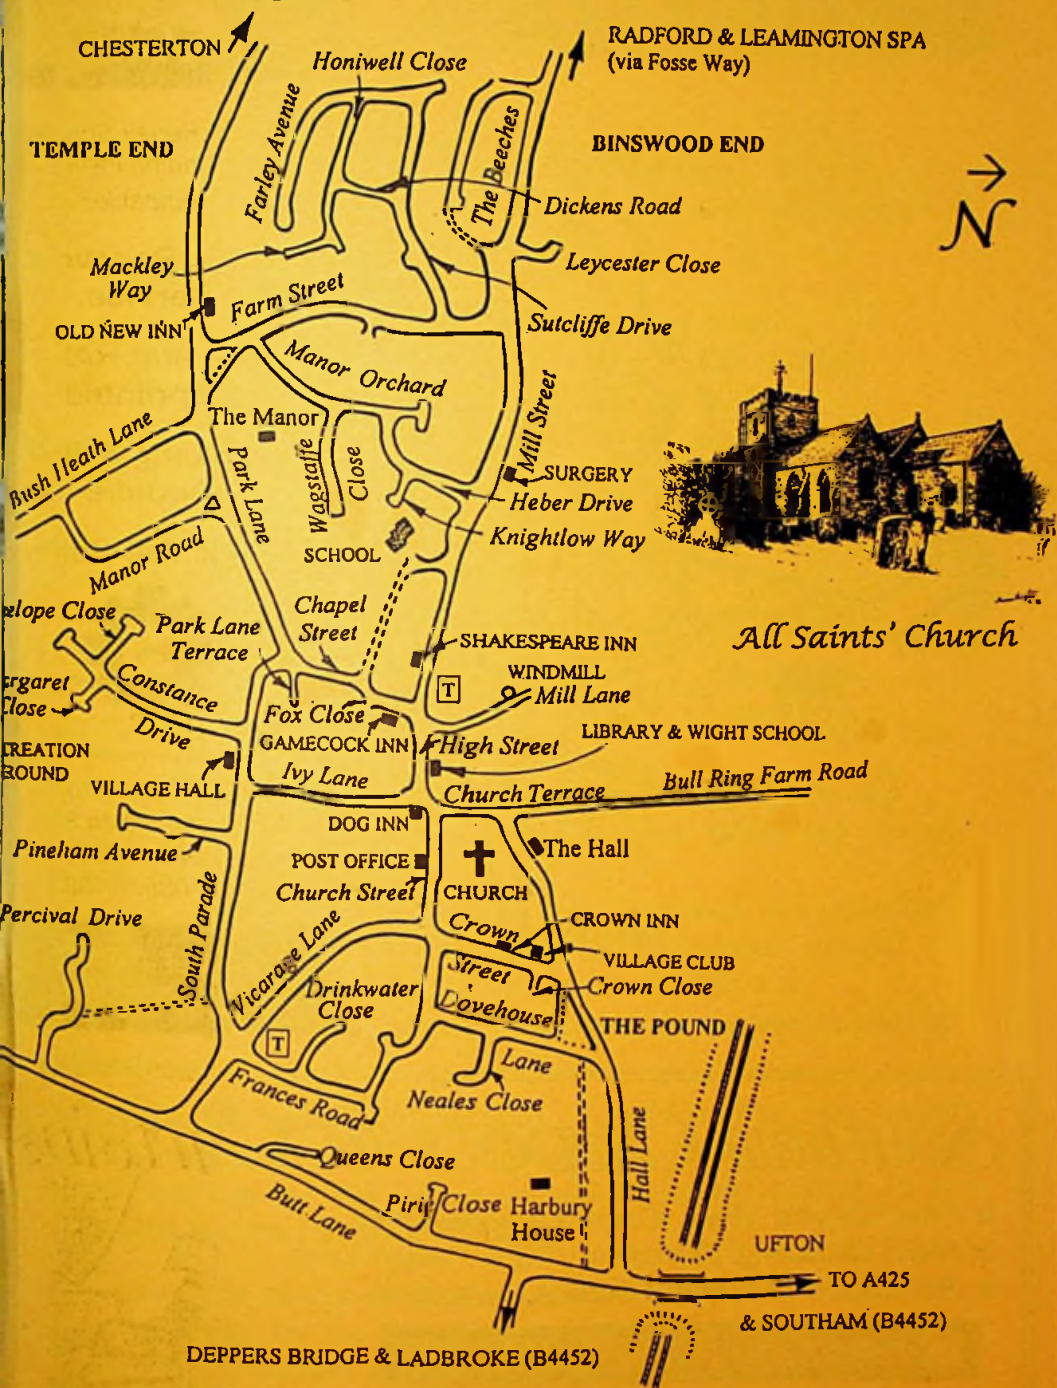 CHESTERTON
RADFORD & LEAMINGTON SPA
(via Fosse Way)
Honiwell Close
Farley Avenue
TEMPLE END
The Beeches
BINSWOOD END
Dickens Road
N
Mackley
Way
Leycester Close
Farm Street
OLD NEW INN
Sutcliffe Drive
Manor Orchard
Mill Street
The Manor
Bush Heath Lane
Park Lane
Wagstaffe
Close
SURGERY
Heber Drive
Knightlow Way
SCHOOL
Manor Road
elope Close
Park Lane
Terrace
Chapel
Street
SHAKESPEARE INN
All Saints' Church
WINDMILL
T
Mill Lane
Constance
Drive
rgaret
lose
Fox Close
GAMECOCK INN
High Street
LIBRARY & WIGHT SCHOOL
CREATION
ROUND
VILLAGE HALL
Ivy Lane
Church Terrace
Bull Ring Farm Road
DOG INN
Pineham Avenue
The Hall
POST OFFICE
Church Street
CHURCH
Percival Drive
South Parade
Vicarage Lane
Crown
Street
CROWN INN
VILLAGE CLUB
Crown Close
Drinkwater
Close
Dovehouse
Lane
THE POUND
T
Frances Road
Neales Close
Hall Lane
Queens Close
Butt Lane
Pirie Close
Harbury
House
UFTON
TO A425
& SOUTHAM (B4452)
DEPPERS BRIDGE & LADBROKE (B4452)